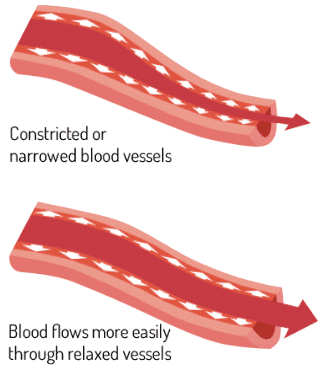 Constricted or
narrowed blood vessels
Blood flows more easily
through relaxed vessels